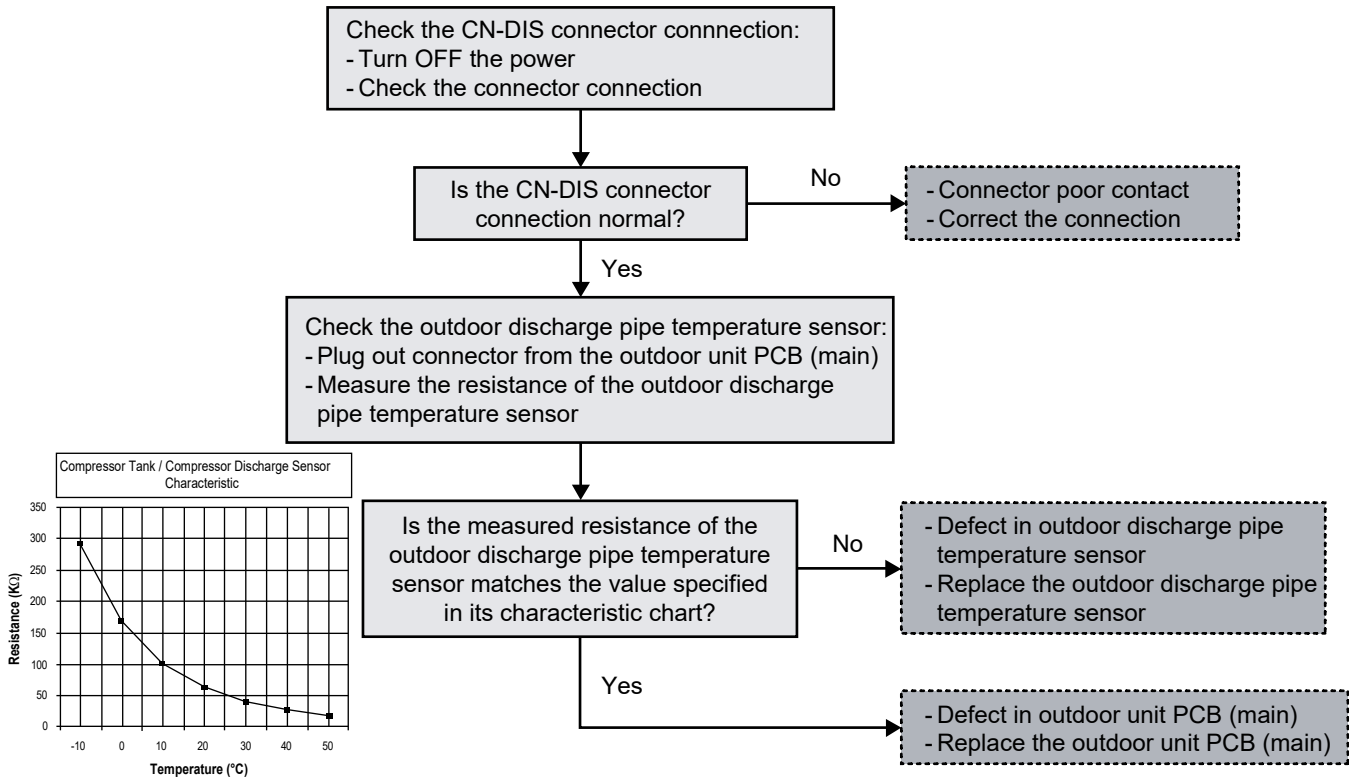 Check the CN-DIS connector connnection:
- Turn OFF the power
- Check the connector connection
Is the CN-DIS connector
connection normal?
No
- Connector poor contact
- Correct the connection
Yes
Check the outdoor discharge pipe temperature sensor:
- Plug out connector from the outdoor unit PCB (main)
- Measure the resistance of the outdoor discharge
pipe temperature sensor
Compressor Tank / Compressor Discharge Sensor
Characteristic
350
300
250
200
150
100
50
0
Resistance (KΩ)
-10 0 10 20 30 40 50
Temperature (°C)
Is the measured resistance of the
outdoor discharge pipe temperature
sensor matches the value specified
in its characteristic chart?
No
- Defect in outdoor discharge pipe
temperature sensor
- Replace the outdoor discharge pipe
temperature sensor
Yes
- Defect in outdoor unit PCB (main)
- Replace the outdoor unit PCB (main)